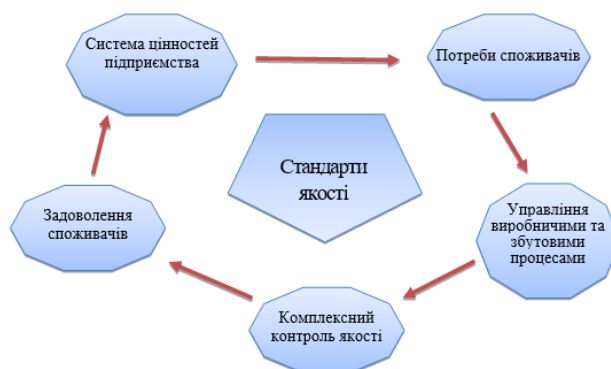 Система цінностей
підприємства
Потреби споживачів
Стандарти
якості
Управління
виробничими та
збутовими
процесами
Комплексний
контроль якості
Задоволення
споживачів